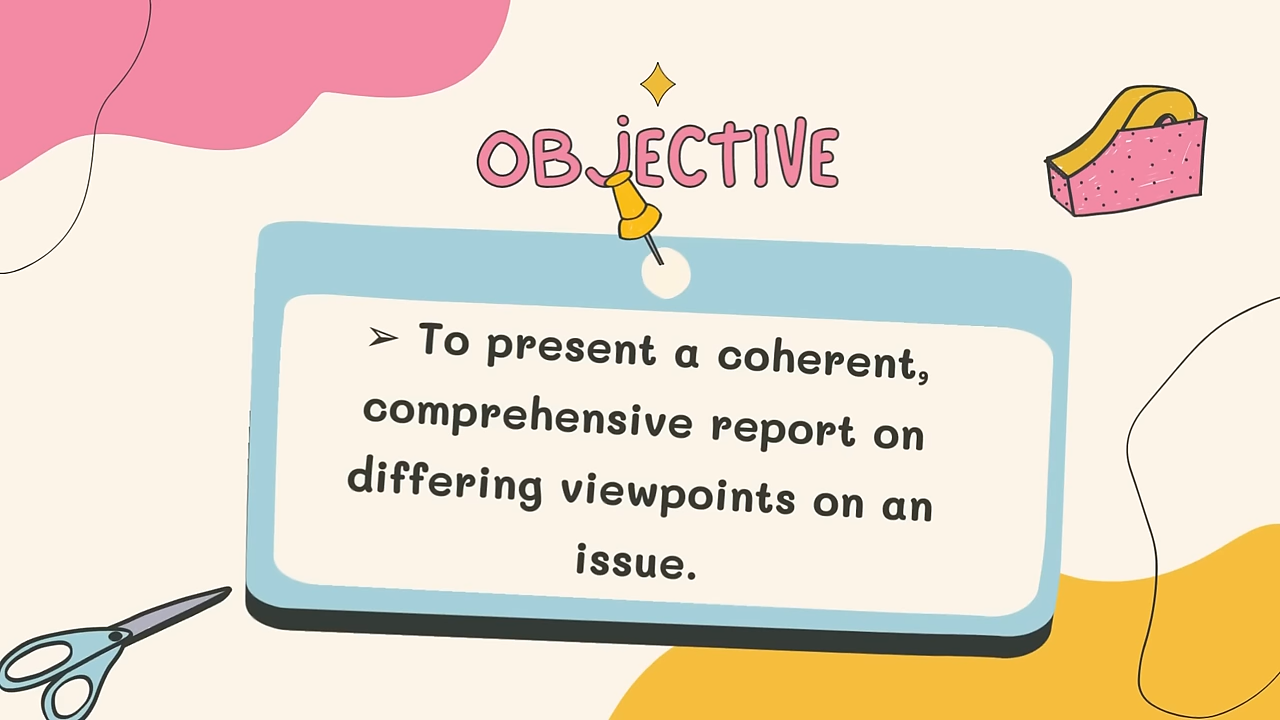 OBJECTIVE
➢ To present a coherent,
comprehensive report on
differing viewpoints on an
issue.